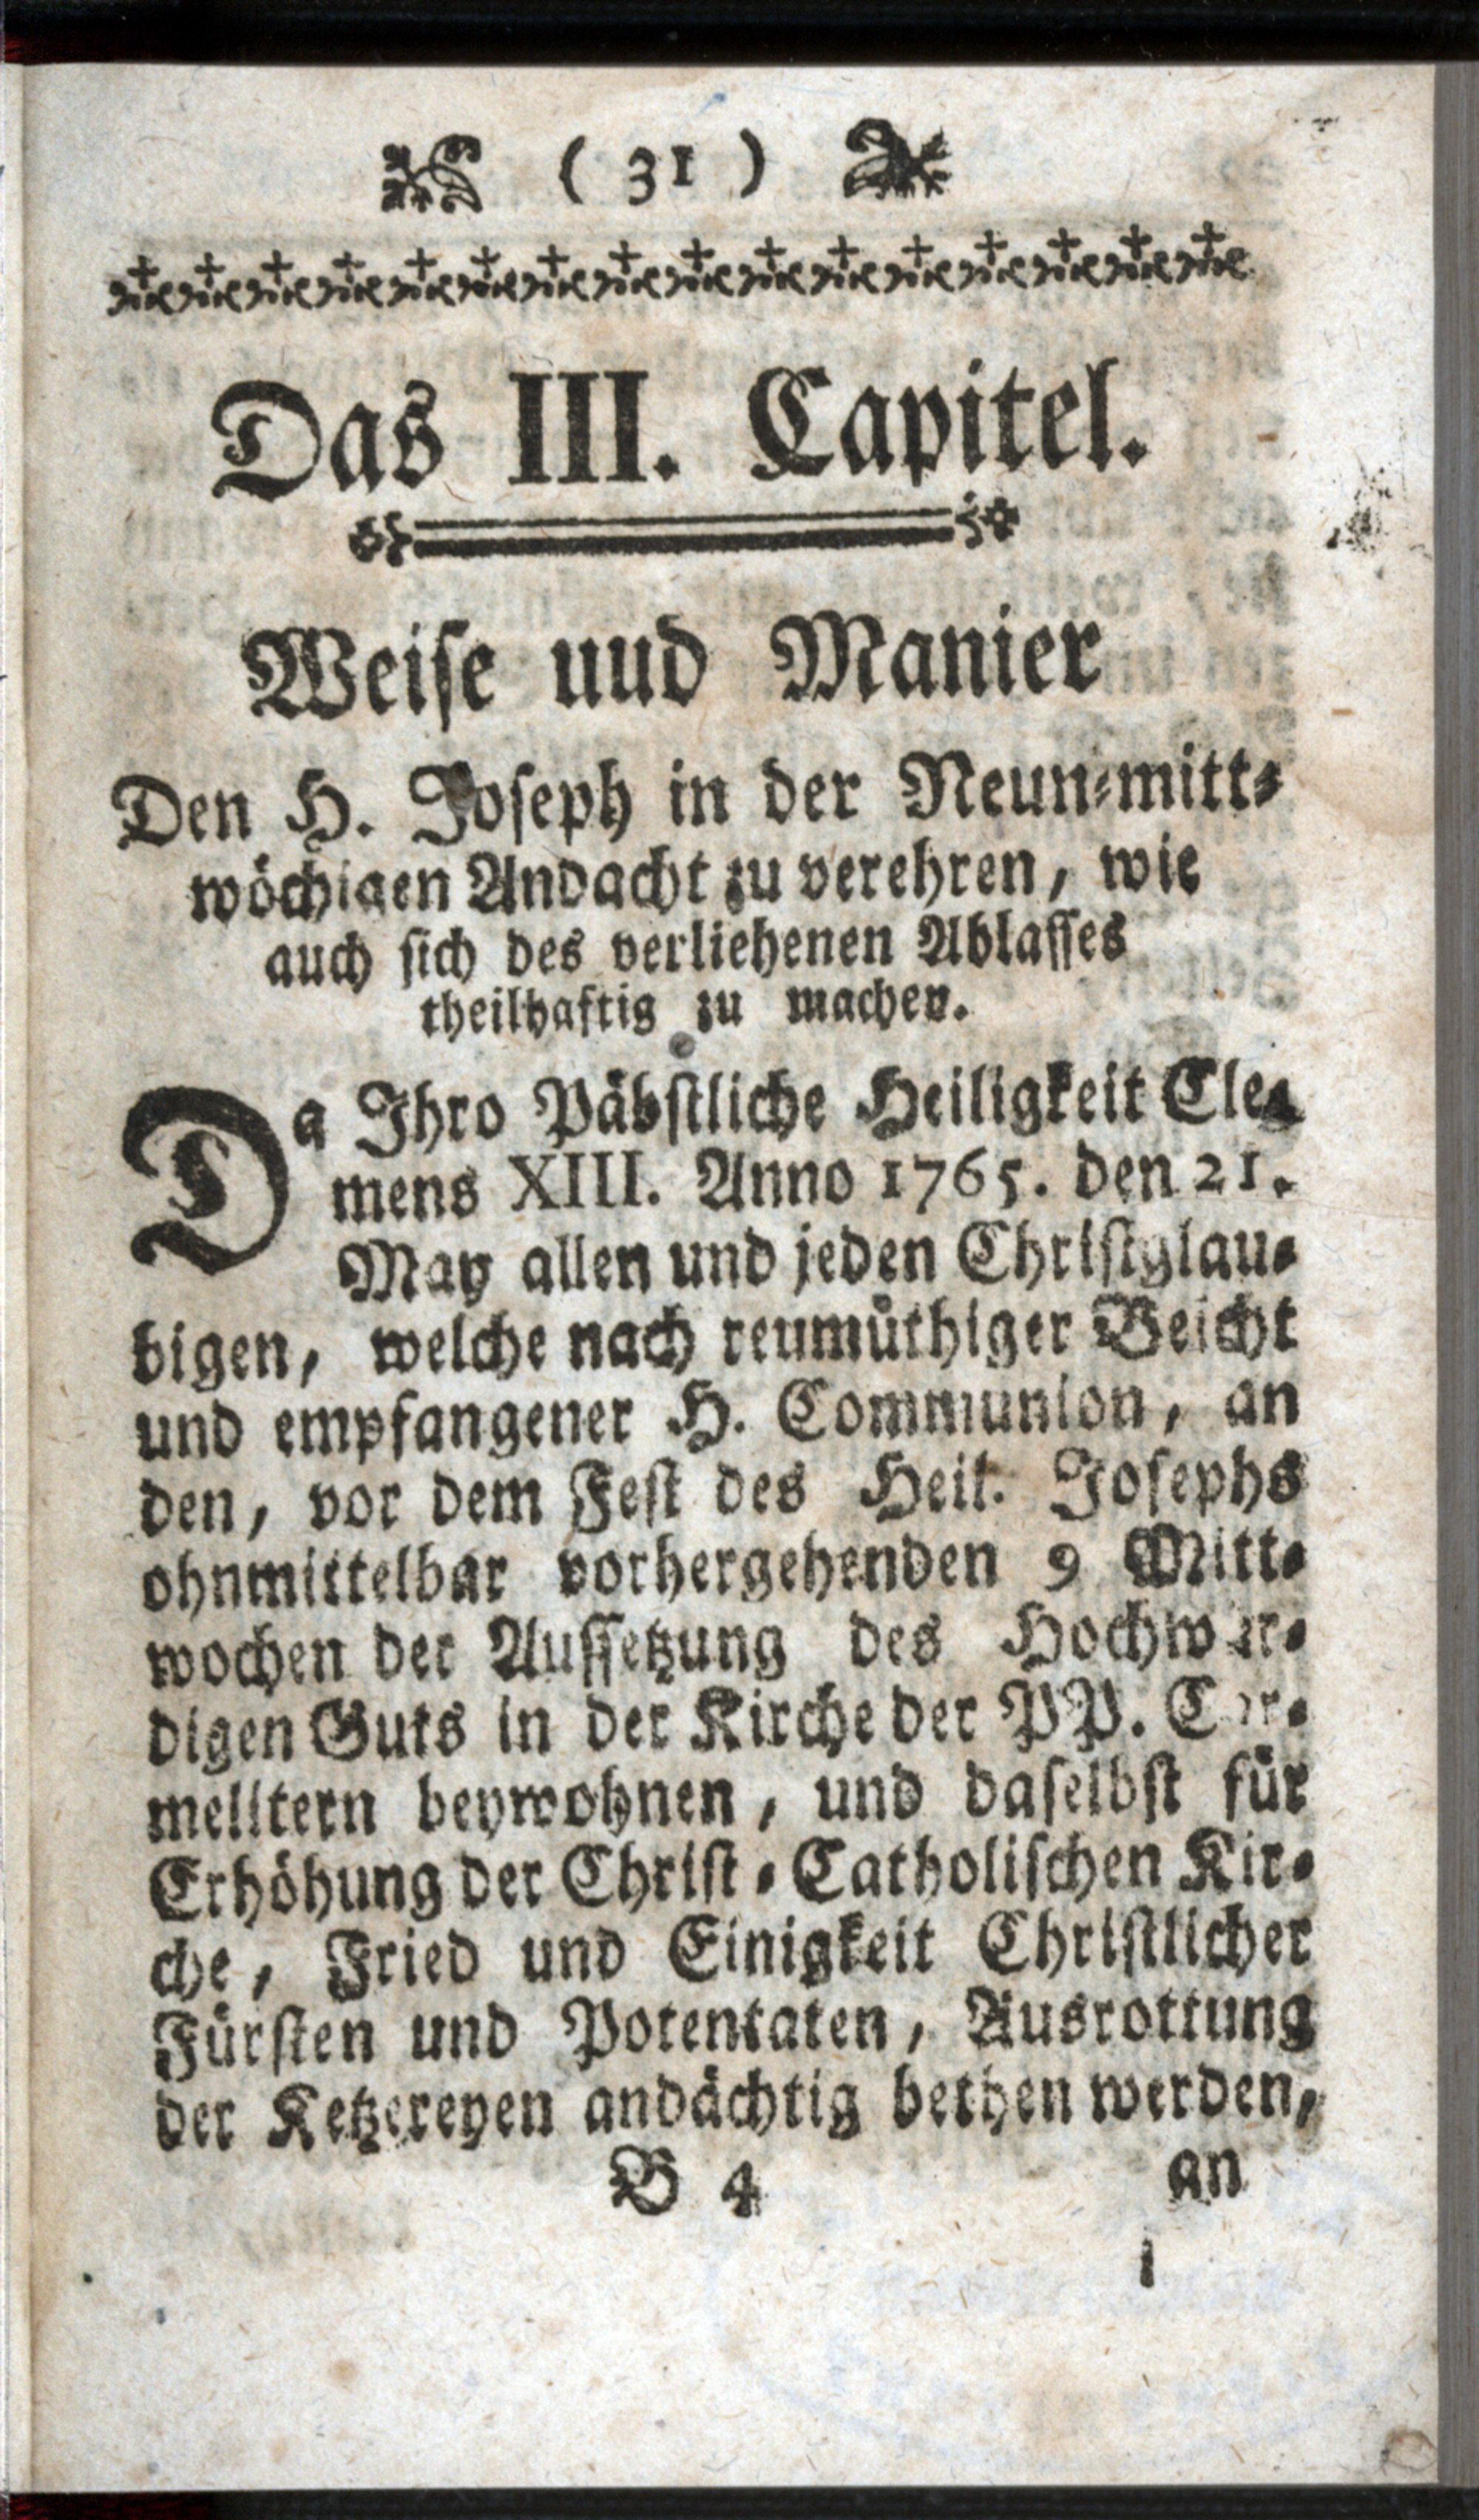 ( 31 )
Das III. Capitel.
Weise uud Manier
Den H. Joseph in der Neun-mitt-
wöchigen Andacht zu verehren, wie
auch sich des verliehenen Ablasses
theilhaftig zu machen.
Da Ihro Päbstliche Heiligkeit Cle-
mens XIII. Anno 1765. den 21.
May allen und jeden Christglau-
bigen, welche nach reumüthiger Beicht
und empfangener H. Communion, an
den, vor dem Fest des Heil. Josephs
ohnmittelbar vorhergehenden 9 Mitt-
wochen der Aussetzung des Hochwür-
digen Guts in der Kirche der PP. Car-
melitern beywohnen, und daselbst für
Erhöhung der Christ-Catholischen Kir-
che, Fried und Einigkeit Christlicher
Fürsten und Potentaten, Ausrottung
der Ketzereyen andächtig bethen werden,
B 4 an